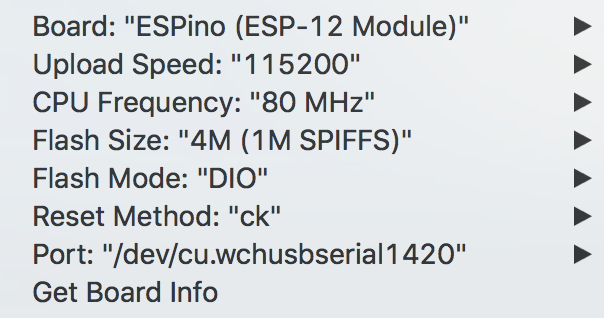 Board: "ESPino (ESP-12 Module)"
Upload Speed: "115200"
CPU Frequency: "80 MHz"
Flash Size: "4M (1M SPIFFS)"
Flash Mode: "DIO"
Reset Method: "ck"
Port: "/dev/cu.wchusbserial1420"
Get Board Info